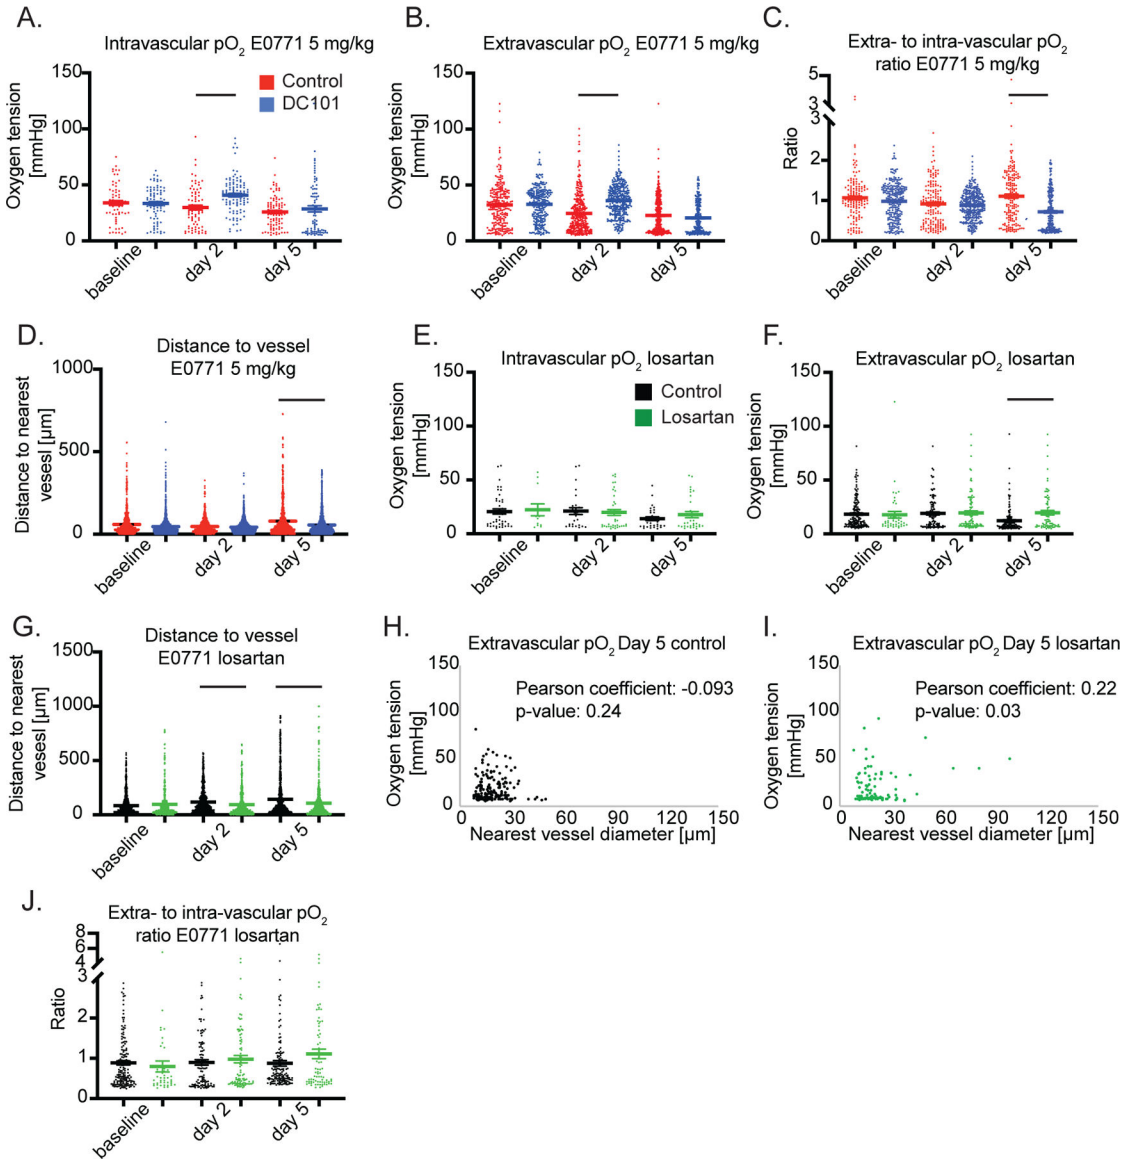 A.
Intravascular pO2 E0771 5 mg/kg
Oxygen tension
[mmHg]
150
100
50
0
Control
DC101
baseline
day 2
day 5
B.
Extravascular pO2 E0771 5 mg/kg
Oxygen tension
[mmHg]
150
100
50
0
baseline
day 2
day 5
C.
Extra- to intra-vascular pO2
ratio E0771 5 mg/kg
Ratio
5
3
3
2
1
0
baseline
day 2
day 5
D.
Distance to vessel
E0771 5 mg/kg
Distance to nearest
vesesl [µm]
1000
500
0
baseline
day 2
day 5
E.
Intravascular pO2 losartan
Oxygen tension
[mmHg]
150
100
50
0
Control
Losartan
baseline
day 2
day 5
F.
Extravascular pO2 losartan
Oxygen tension
[mmHg]
150
100
50
0
baseline
day 2
day 5
G.
Distance to vessel
E0771 losartan
Distance to nearest
vesesl [µm]
1500
1000
500
0
baseline
day 2
day 5
H.
Extravascular pO2 Day 5 control
Oxygen tension
[mmHg]
150
100
50
0
Pearson coefficient: -0.093
p-value: 0.24
0 30 60 90 120 150
Nearest vessel diameter [µm]
I.
Extravascular pO2 Day 5 losartan
Oxygen tension
[mmHg]
150
100
50
0
Pearson coefficient: 0.22
p-value: 0.03
0 30 60 90 120 150
Nearest vessel diameter [µm]
J.
Extra- to intra-vascular pO2
ratio E0771 losartan
Ratio
8
6
4
3
2
1
0
baseline
day 2
day 5